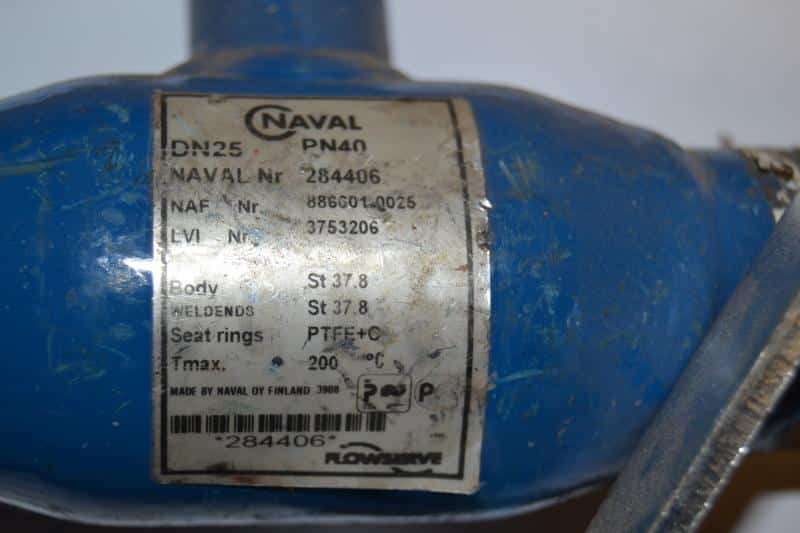 NAVAL
DN25 PN40
NAVAL Nr 284406
NAF Nr. 886601-0025
LVI Nr. 3753206
Body St 37.8
WELDENDS St 37.8
Seat rings PTFE+C
Tmax. 200 °C
MADE BY NAVAL OY FINLAND 3908
P
*284406*
FLOWSERVE